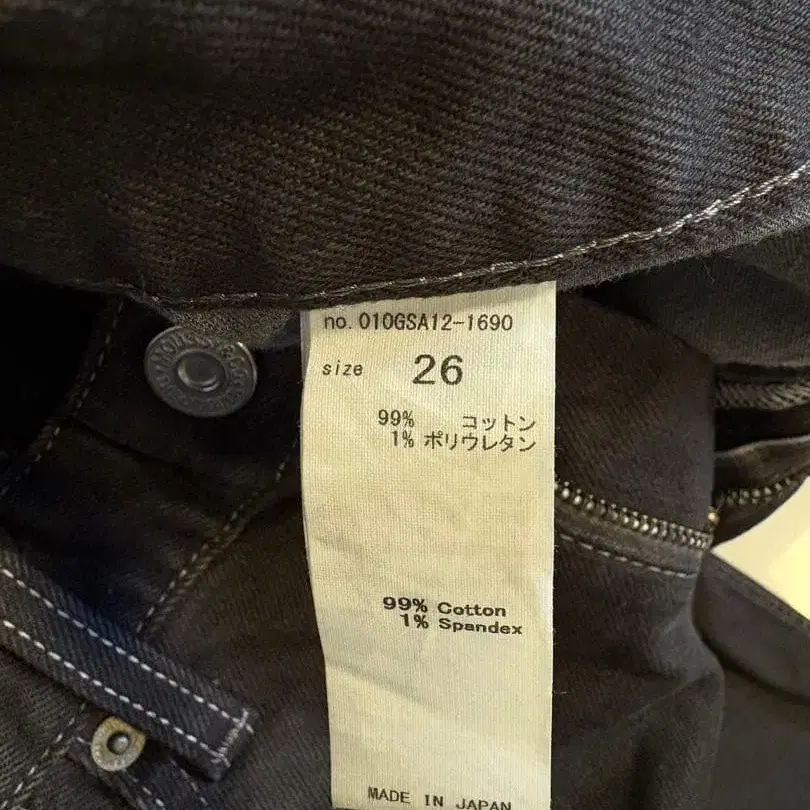 no. 010GSA12-1690
size 26
99% コットン
1% ポリウレタン
99% Cotton
1% Spandex
MADE IN JAPAN